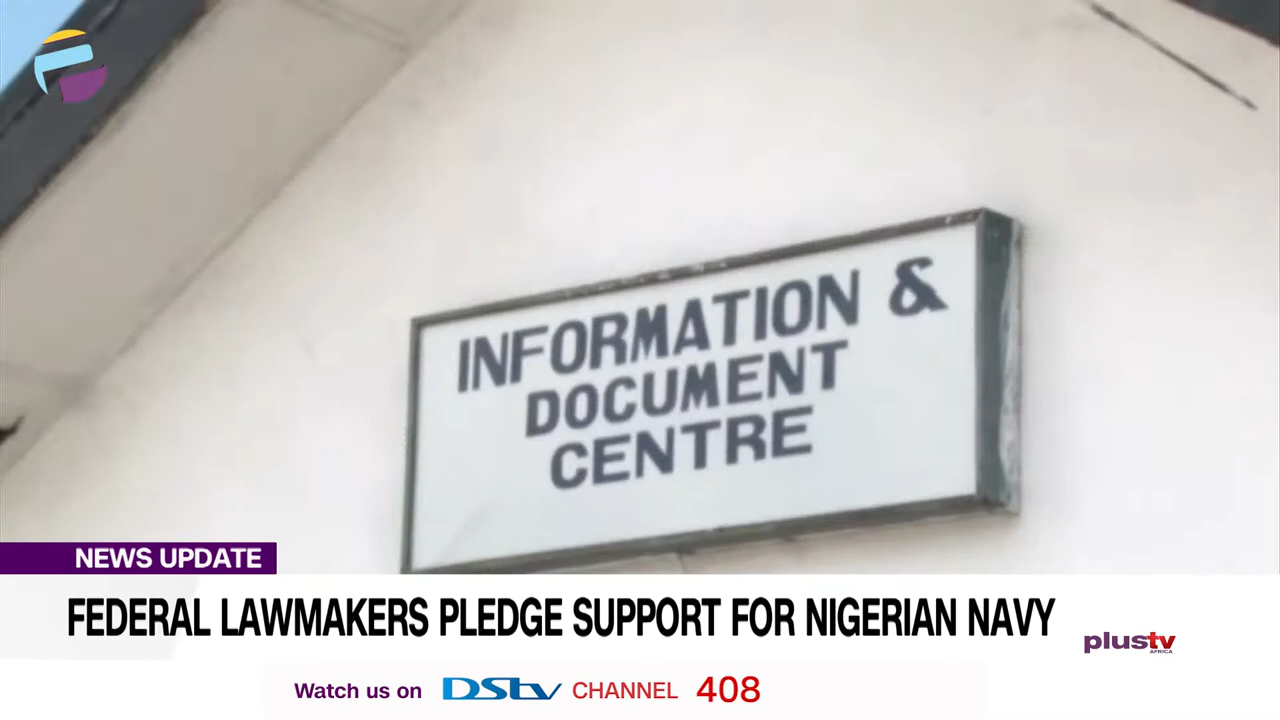 INFORMATION &
DOCUMENT
CENTRE
NEWS UPDATE
FEDERAL LAWMAKERS PLEDGE SUPPORT FOR NIGERIAN NAVY
plustv
AFRICA
Watch us on DStv CHANNEL 408